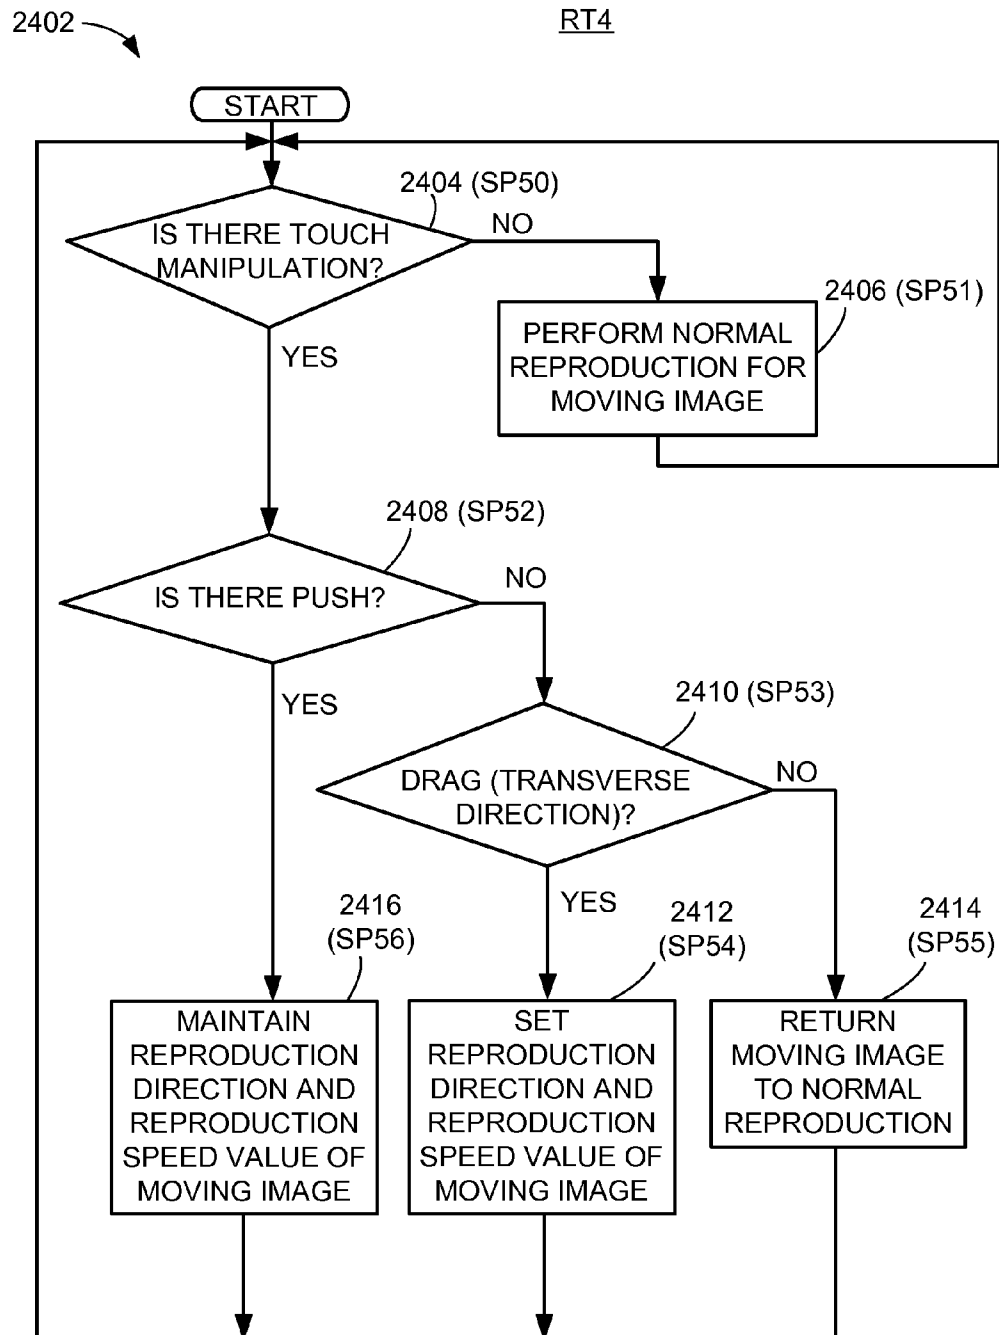 2402
RT4
START
2404 (SP50)
IS THERE TOUCH
MANIPULATION?
NO
YES
2406 (SP51)
PERFORM NORMAL
REPRODUCTION FOR
MOVING IMAGE
2408 (SP52)
IS THERE PUSH?
NO
YES
2410 (SP53)
DRAG (TRANSVERSE
DIRECTION)?
NO
YES
2416
(SP56)
MAINTAIN
REPRODUCTION
DIRECTION AND
REPRODUCTION
SPEED VALUE OF
MOVING IMAGE
2412
(SP54)
SET
REPRODUCTION
DIRECTION AND
REPRODUCTION
SPEED VALUE OF
MOVING IMAGE
2414
(SP55)
RETURN
MOVING IMAGE
TO NORMAL
REPRODUCTION